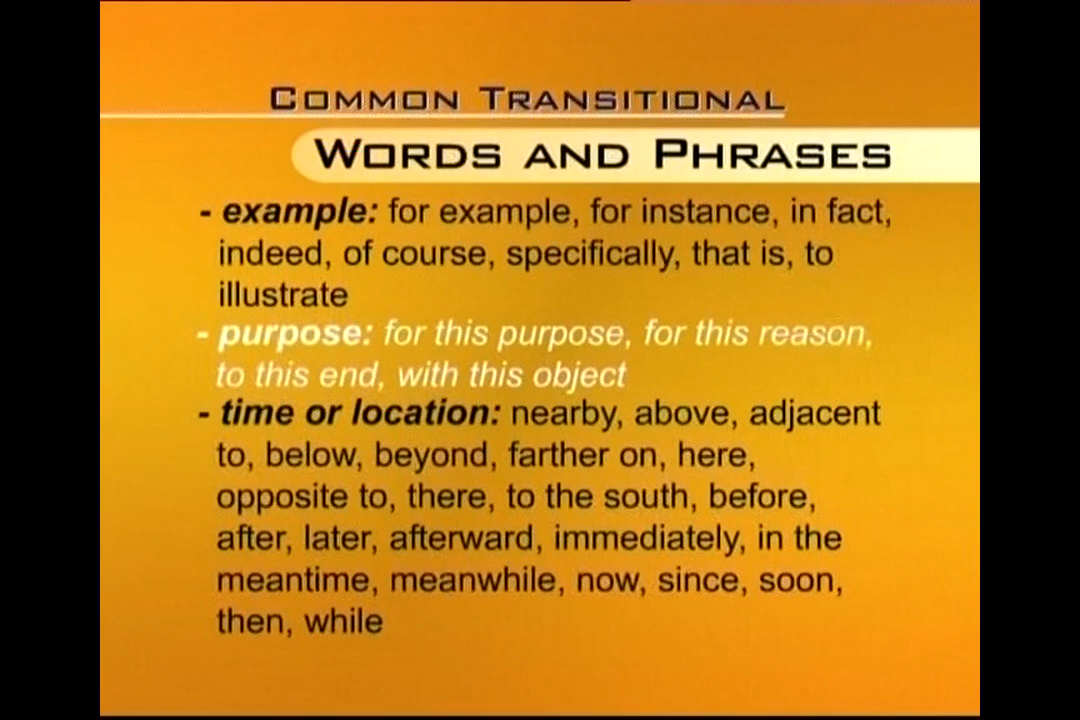 COMMON TRANSITIONAL
WORDS AND PHRASES
- example: for example, for instance, in fact,
indeed, of course, specifically, that is, to
illustrate
- purpose: for this purpose, for this reason,
to this end, with this object
- time or location: nearby, above, adjacent
to, below, beyond, farther on, here,
opposite to, there, to the south, before,
after, later, afterward, immediately, in the
meantime, meanwhile, now, since, soon,
then, while